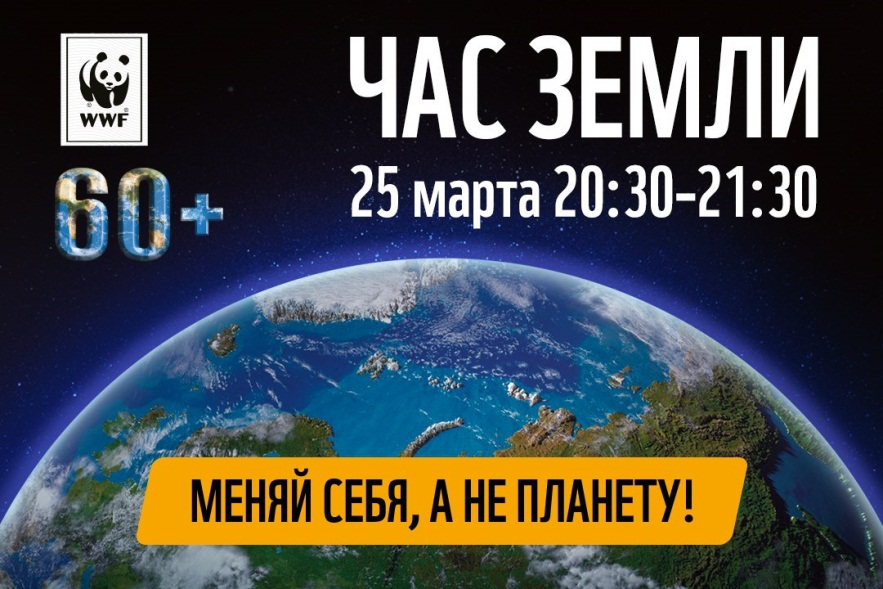 WWF
60+
ЧАС ЗЕМЛИ
25 марта 20:30-21:30
МЕНЯЙ СЕБЯ, А НЕ ПЛАНЕТУ!